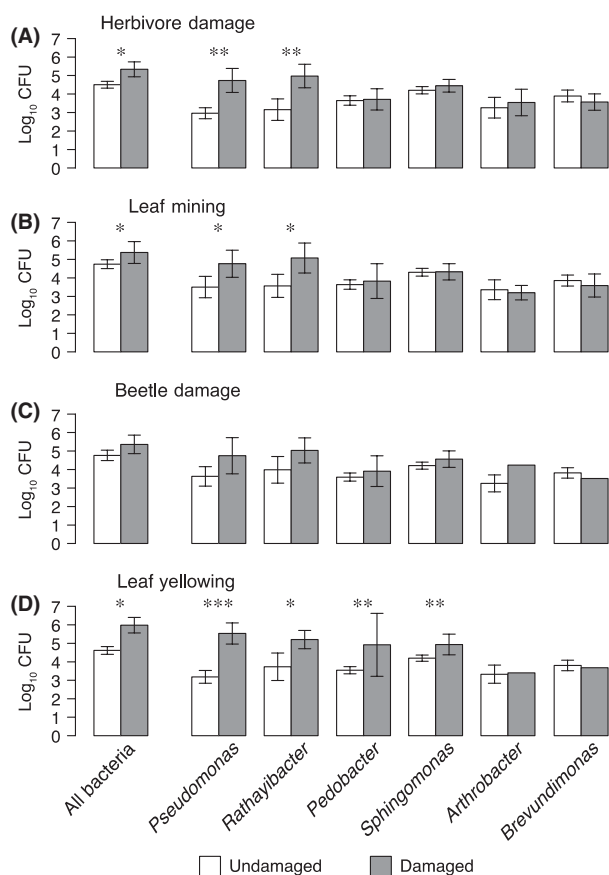 (A) Herbivore damage
* ** **
Log₁₀ CFU
7
6
5
4
3
2
1
0
(B) Leaf mining
* * *
Log₁₀ CFU
7
6
5
4
3
2
1
0
(C) Beetle damage
Log₁₀ CFU
7
6
5
4
3
2
1
0
(D) Leaf yellowing
* *** * ** **
Log₁₀ CFU
7
6
5
4
3
2
1
0
All bacteria
Pseudomonas
Rathayibacter
Pedobacter
Sphingomonas
Arthrobacter
Brevundimonas
Undamaged Damaged